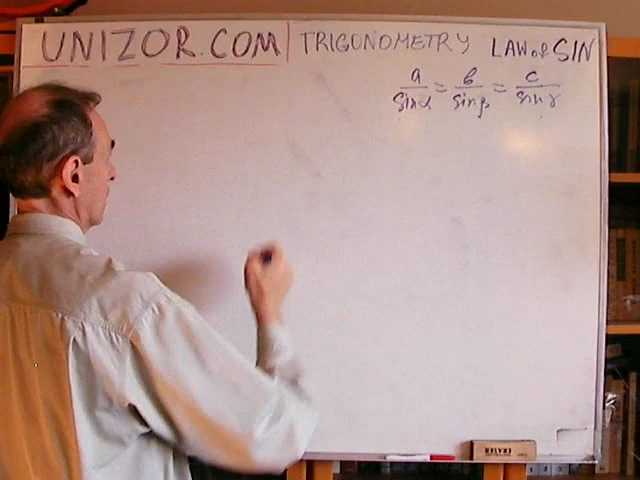 UNIZOR.COM | TRIGONOMETRY LAW OF SIN
a/sinα = b/sinβ = c/sinγ